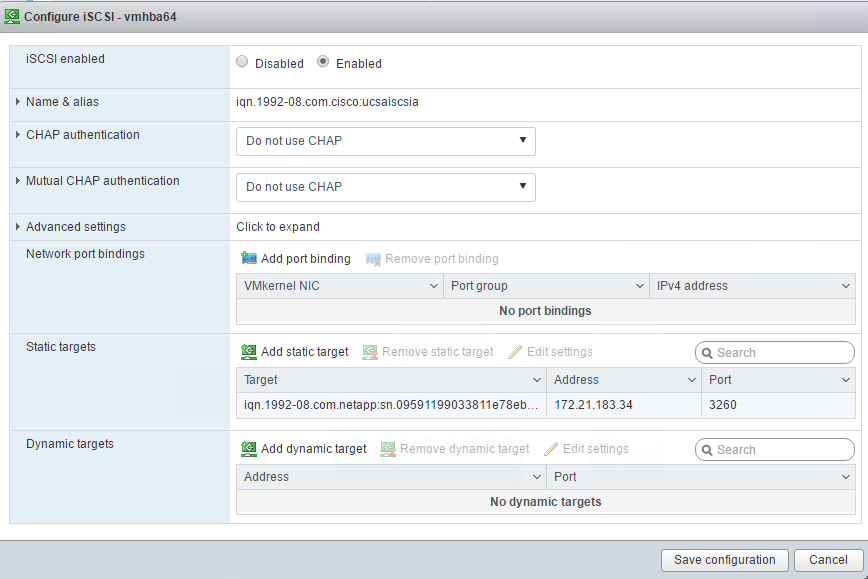 Configure iSCSI - vmhba64
iSCSI enabled
Disabled Enabled
Name & alias
iqn.1992-08.com.cisco:ucsaiscsia
CHAP authentication
Do not use CHAP
Mutual CHAP authentication
Do not use CHAP
Advanced settings
Click to expand
Network port bindings
Add port binding Remove port binding
VMkernel NIC Port group IPv4 address
No port bindings
Static targets
Add static target Remove static target Edit settings Search
Target Address Port
iqn.1992-08.com.netapp:sn.09591199033811e78eb... 172.21.183.34 3260
Dynamic targets
Add dynamic target Remove dynamic target Edit settings Search
Address Port
No dynamic targets
Save configuration Cancel